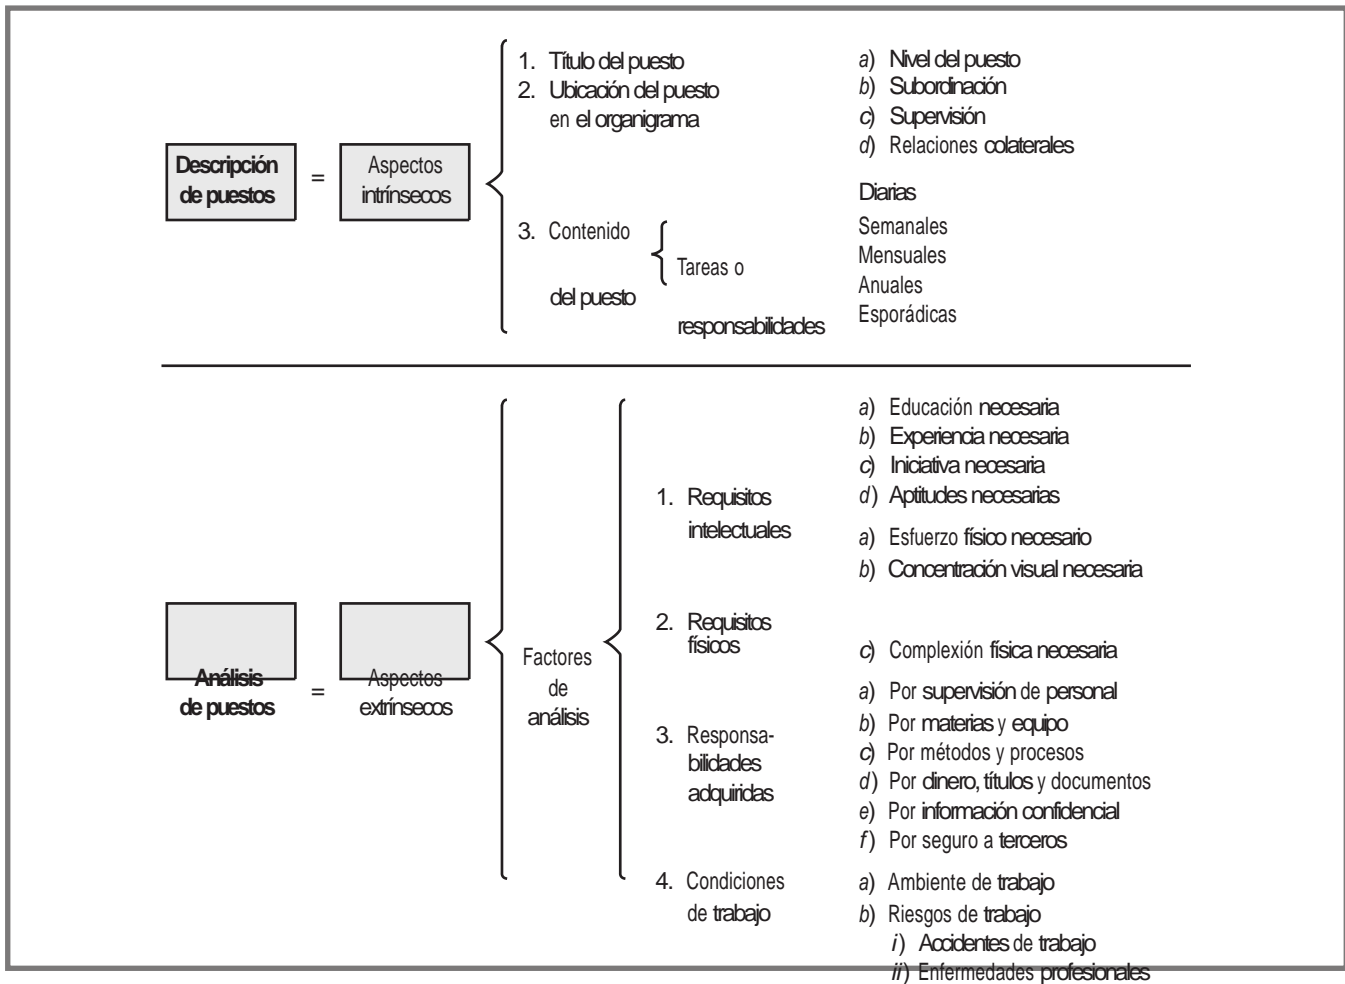 Descripción
de puestos
=
Aspectos
intrínsecos
1. Título del puesto
2. Ubicación del puesto
en el organigrama
a) Nivel del puesto
b) Subordinación
c) Supervisión
d) Relaciones colaterales
3. Contenido
del puesto
Tareas o
responsabilidades
Diarias
Semanales
Mensuales
Anuales
Esporádicas
Análisis
de puestos
=
Aspectos
extrínsecos
Factores
de
análisis
1. Requisitos
intelectuales
a) Educación necesaria
b) Experiencia necesaria
c) Iniciativa necesaria
d) Aptitudes necesarias
2. Requisitos
físicos
a) Esfuerzo físico necesario
b) Concentración visual necesaria
c) Complexión física necesaria
3. Responsa-
bilidades
adquiridas
a) Por supervisión de personal
b) Por materias y equipo
c) Por métodos y procesos
d) Por dinero, títulos y documentos
e) Por información confidencial
f) Por seguro a terceros
4. Condiciones
de trabajo
a) Ambiente de trabajo
b) Riesgos de trabajo
i) Accidentes de trabajo
ii) Enfermedades profesionales